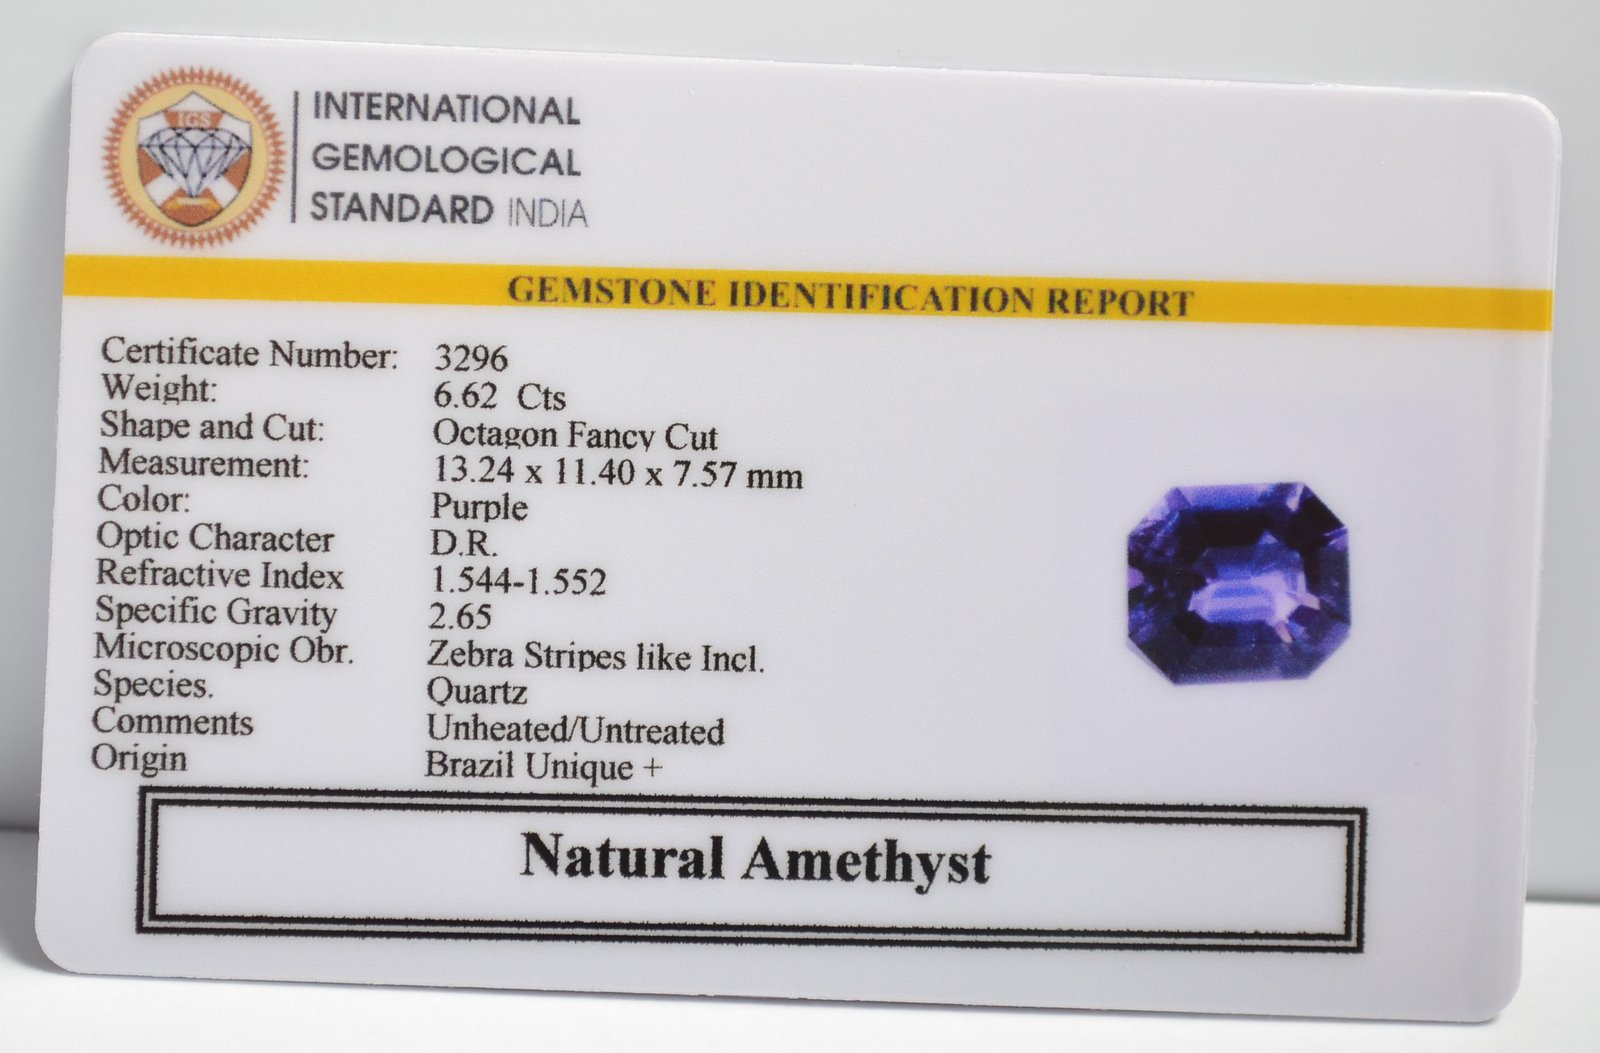 IGS
INTERNATIONAL
GEMOLOGICAL
STANDARD INDIA
GEMSTONE IDENTIFICATION REPORT
Certificate Number: 3296
Weight: 6.62 Cts
Shape and Cut: Octagon Fancy Cut
Measurement: 13.24 x 11.40 x 7.57 mm
Color: Purple
Optic Character D.R.
Refractive Index 1.544-1.552
Specific Gravity 2.65
Microscopic Obr. Zebra Stripes like Incl.
Species. Quartz
Comments Unheated/Untreated
Origin Brazil Unique +
Natural Amethyst